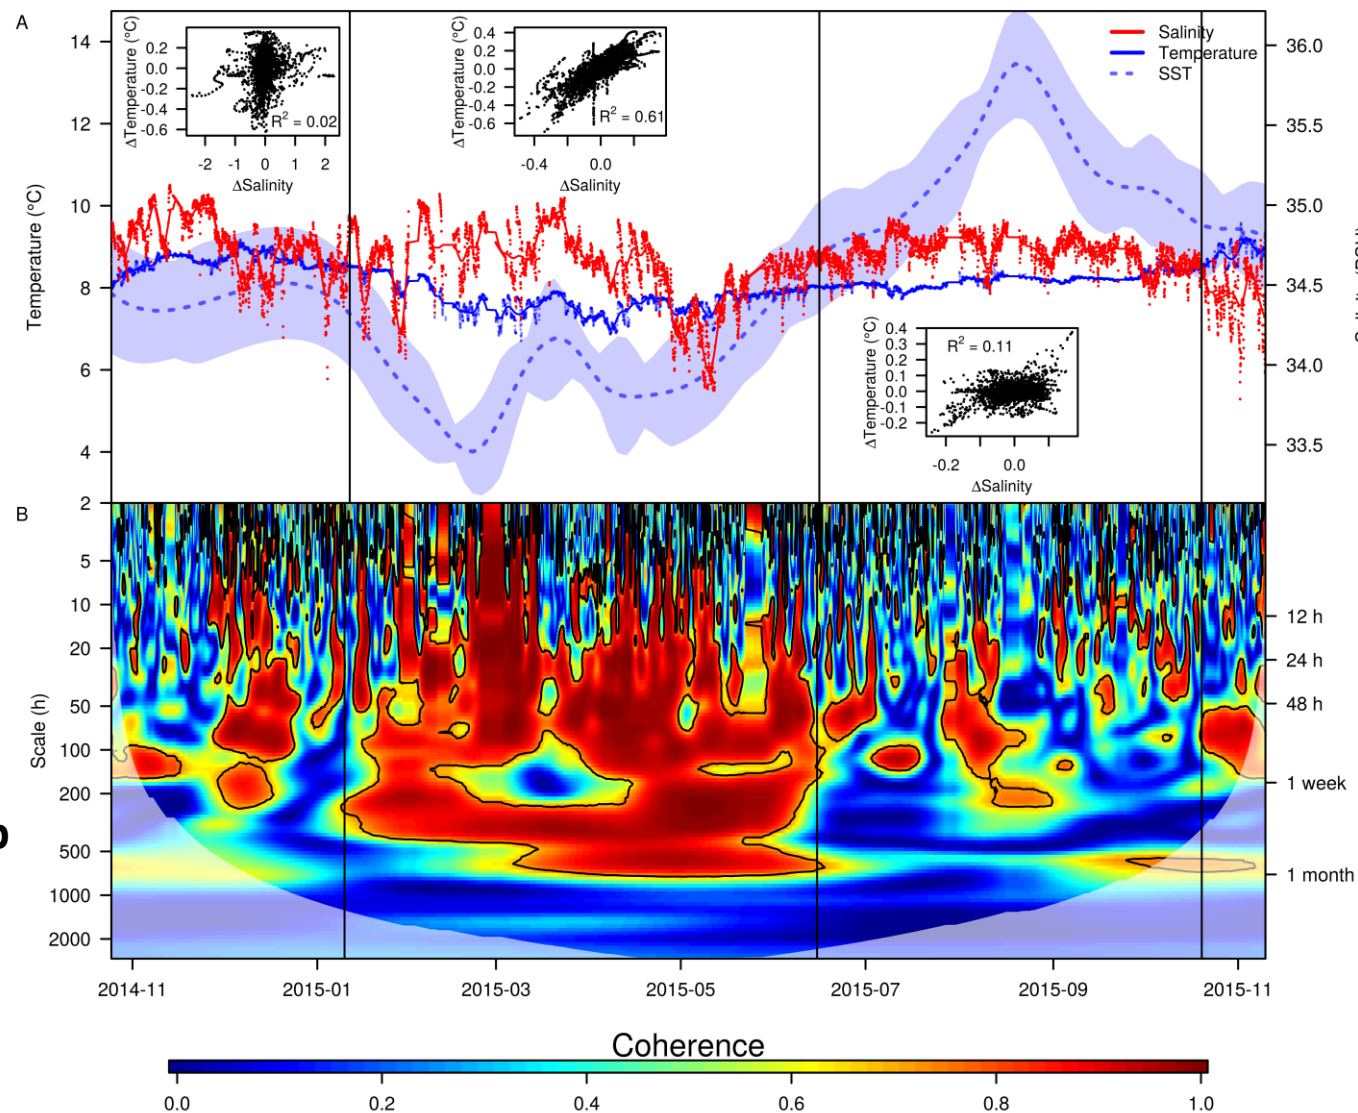 A
14
12
10
8
6
4
Temperature (°C)
36.0
35.5
35.0
34.5
34.0
33.5
Salinity
Temperature
SST
ΔTemperature (°C)
0.2
0.0
-0.2
-0.4
-0.6
R² = 0.02
-2 -1 0 1 2
ΔSalinity
ΔTemperature (°C)
0.4
0.2
0.0
-0.2
-0.4
-0.6
R² = 0.61
-0.4 0.0
ΔSalinity
ΔTemperature (°C)
0.4
0.3
0.2
0.1
0.0
-0.1
-0.2
R² = 0.11
-0.2 0.0
ΔSalinity
B
2
5
10
20
50
100
200
500
1000
2000
Scale (h)
12 h
24 h
48 h
1 week
1 month
2014-11 2015-01 2015-03 2015-05 2015-07 2015-09 2015-11
Coherence
0.0 0.2 0.4 0.6 0.8 1.0